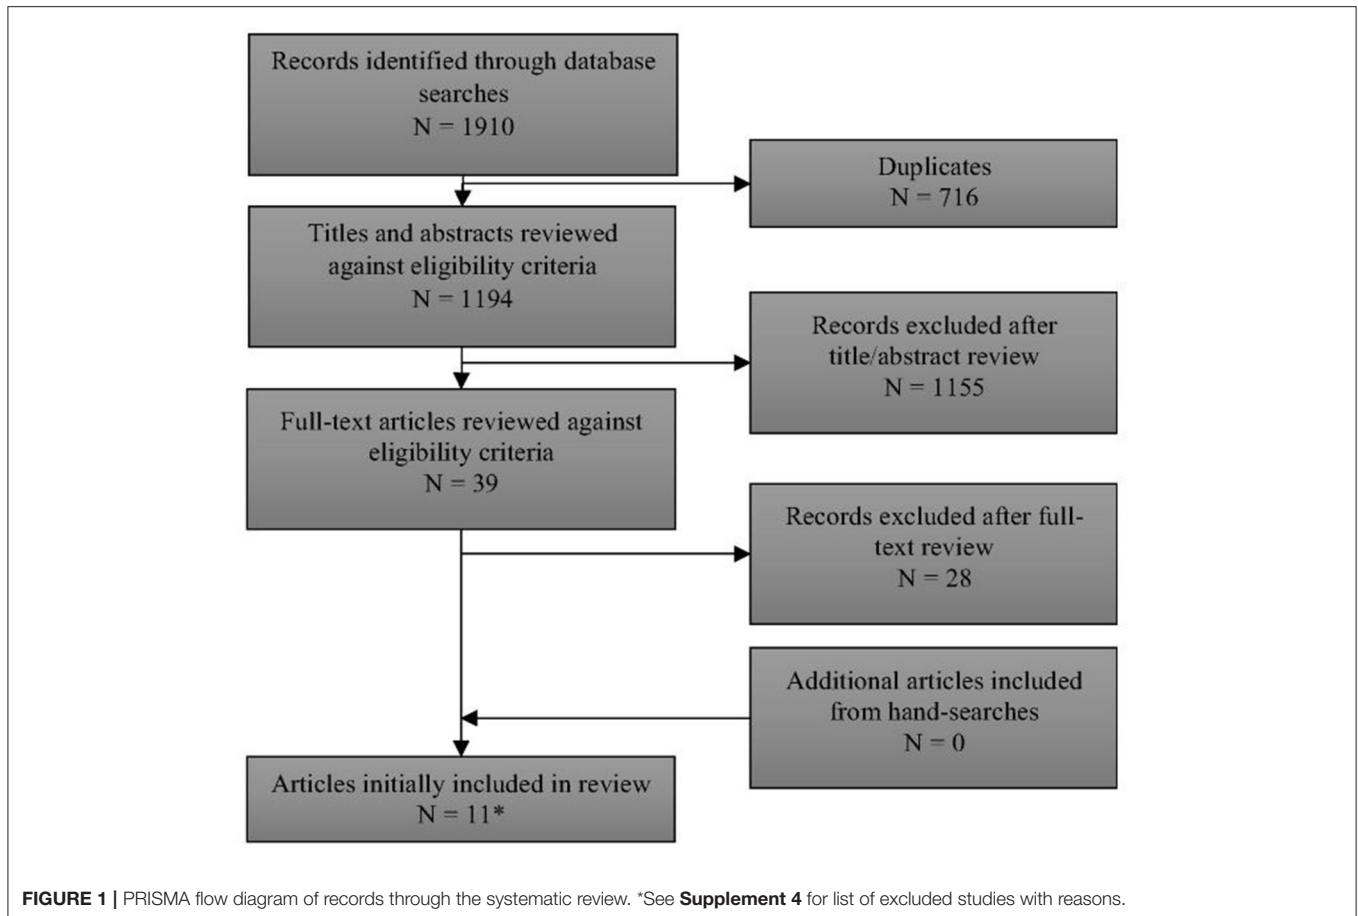 Records identified through database
searches
N = 1910
Duplicates
N = 716
Titles and abstracts reviewed
against eligibility criteria
N = 1194
Records excluded after
title/abstract review
N = 1155
Full-text articles reviewed against
eligibility criteria
N = 39
Records excluded after full-
text review
N = 28
Additional articles included
from hand-searches
N = 0
Articles initially included in review
N = 11*
FIGURE 1 | PRISMA flow diagram of records through the systematic review. *See Supplement 4 for list of excluded studies with reasons.